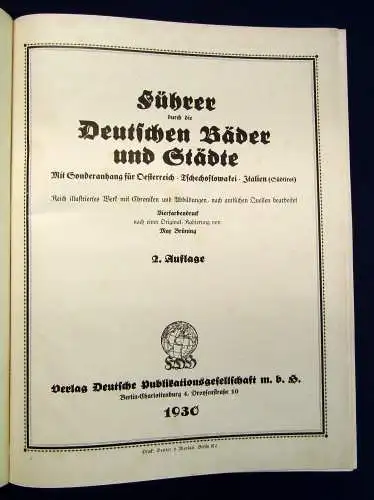 Führer
durch die
Deutschen Bäder
und Städte
Mit Sonderanhang für Oesterreich · Tschechoslowakei · Italien (Südtirol)
Reich illustriertes Werk mit Chroniken und Abbildungen, nach amtlichen Quellen bearbeitet
Vierfarbendruck
nach einer Original-Radierung von
Max Brüning
2. Auflage
Verlag Deutsche Publikationsgesellschaft m. b. H.
Berlin-Charlottenburg 4, Droysenstraße 10
1930